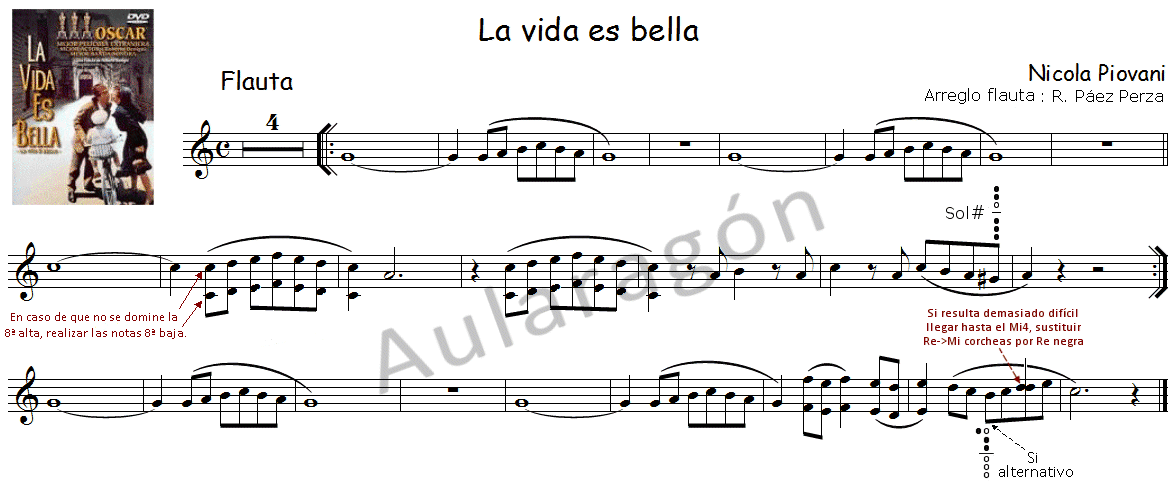 La vida es bella
DVD
OSCAR
MEJOR PELICULA EXTRANJERA
LA
VIDA
ES
BELLA
Flauta
Nicola Piovani
Arreglo flauta : R. Páez Perza
4
Sol#
En caso de que no se domine la
8ª alta, realizar las notas 8ª baja.
Si resulta demasiado difícil
llegar hasta el Mi4, sustituir
Re->Mi corcheas por Re negra
Si
alternativo
Aularagón